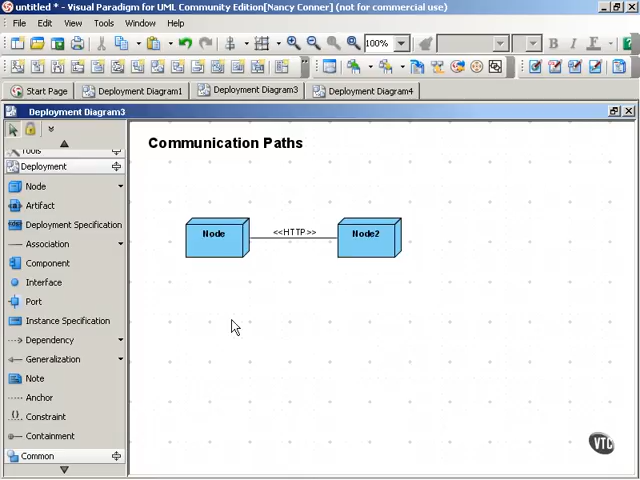 untitled * - Visual Paradigm for UML Community Edition[Nancy Conner] (not for commercial use)
File Edit View Tools Window Help
100% B I F
Start Page Deployment Diagram1 Deployment Diagram3 Deployment Diagram4
Deployment Diagram3
Tools
Deployment
Node
Artifact
Deployment Specification
Association
Component
Interface
Port
Instance Specification
Dependency
Generalization
Note
Anchor
Constraint
Containment
Common
Communication Paths
Node <<HTTP>> Node2
VTC